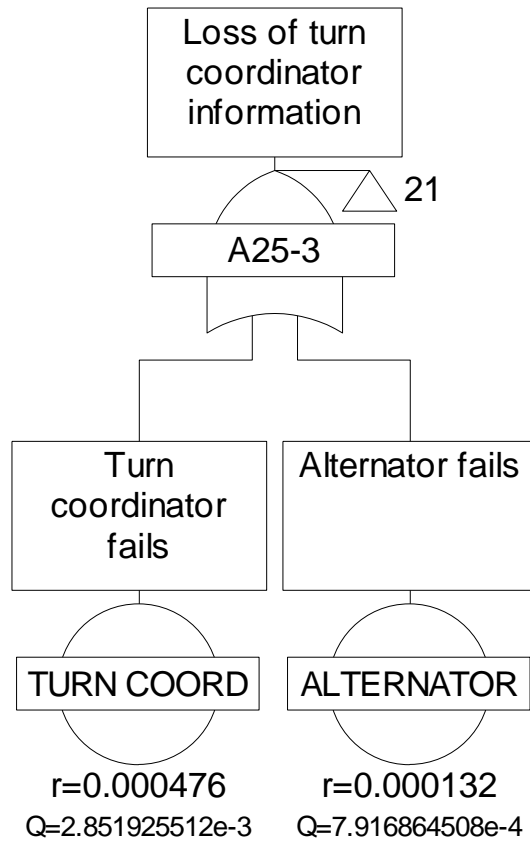 Loss of turn
coordinator
information
21
A25-3
Turn
coordinator
fails
Alternator fails
TURN COORD
ALTERNATOR
r=0.000476
r=0.000132
Q=2.851925512e-3
Q=7.916864508e-4